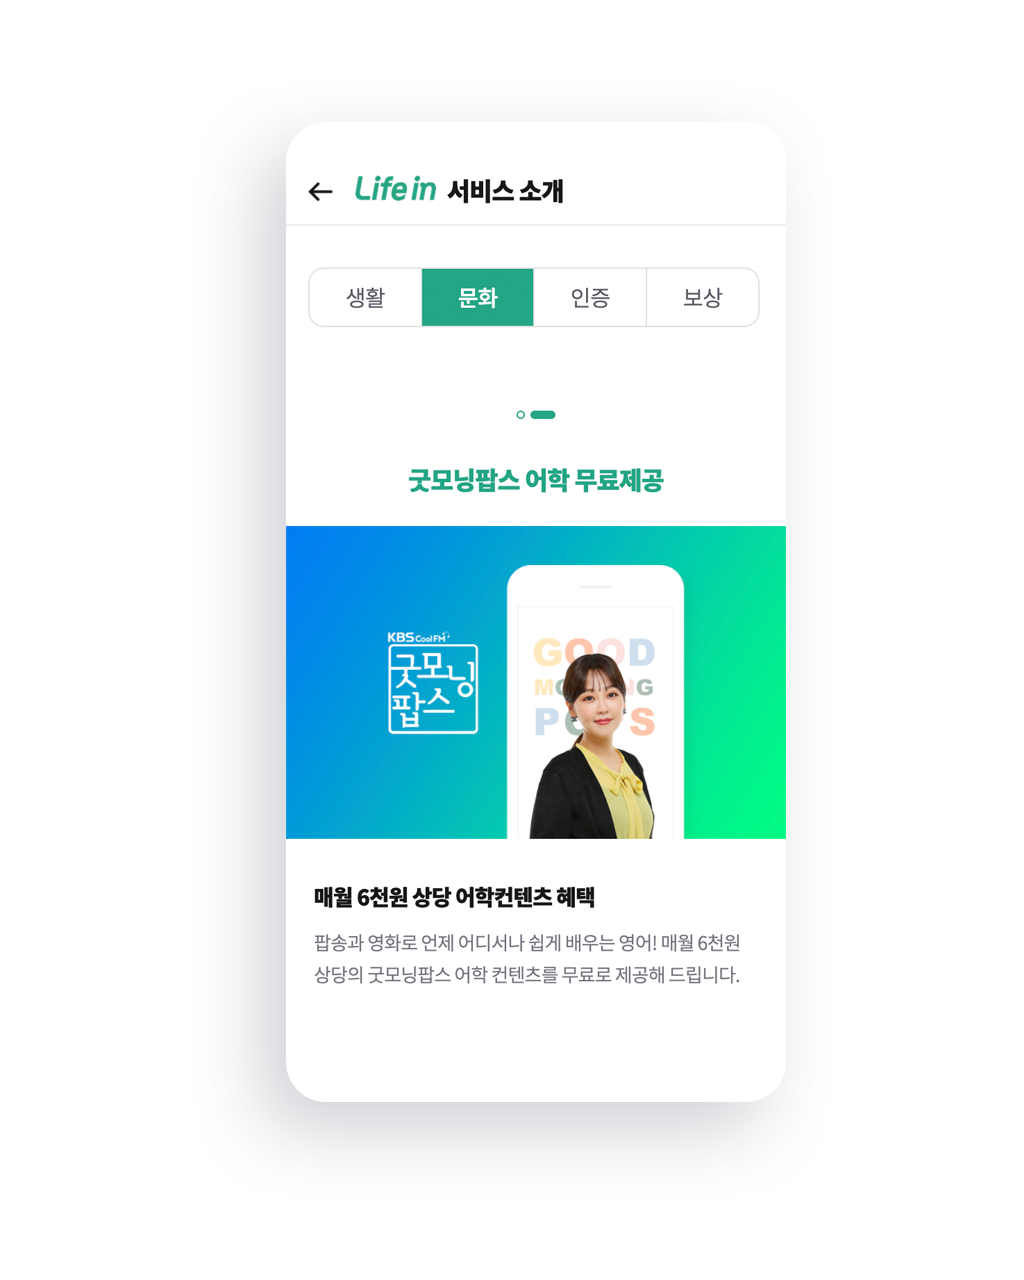 Life in 서비스 소개
생활 문화 인증 보상
굿모닝팝스 어학 무료제공
KBS Cool FM
굿모닝
팝스
GOOD
MORNING
POPS
매월 6천원 상당 어학컨텐츠 혜택
팝송과 영화로 언제 어디서나 쉽게 배우는 영어! 매월 6천원
상당의 굿모닝팝스 어학 컨텐츠를 무료로 제공해 드립니다.